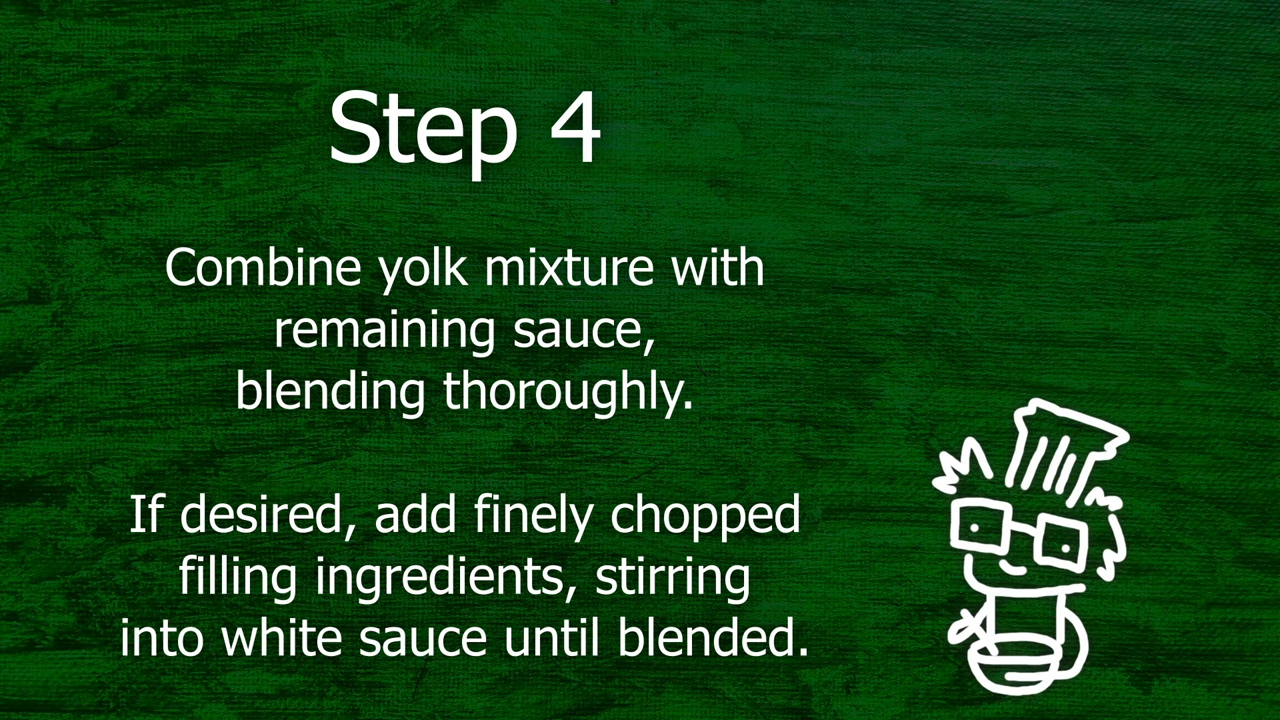 Step 4
Combine yolk mixture with
remaining sauce,
blending thoroughly.
If desired, add finely chopped
filling ingredients, stirring
into white sauce until blended.